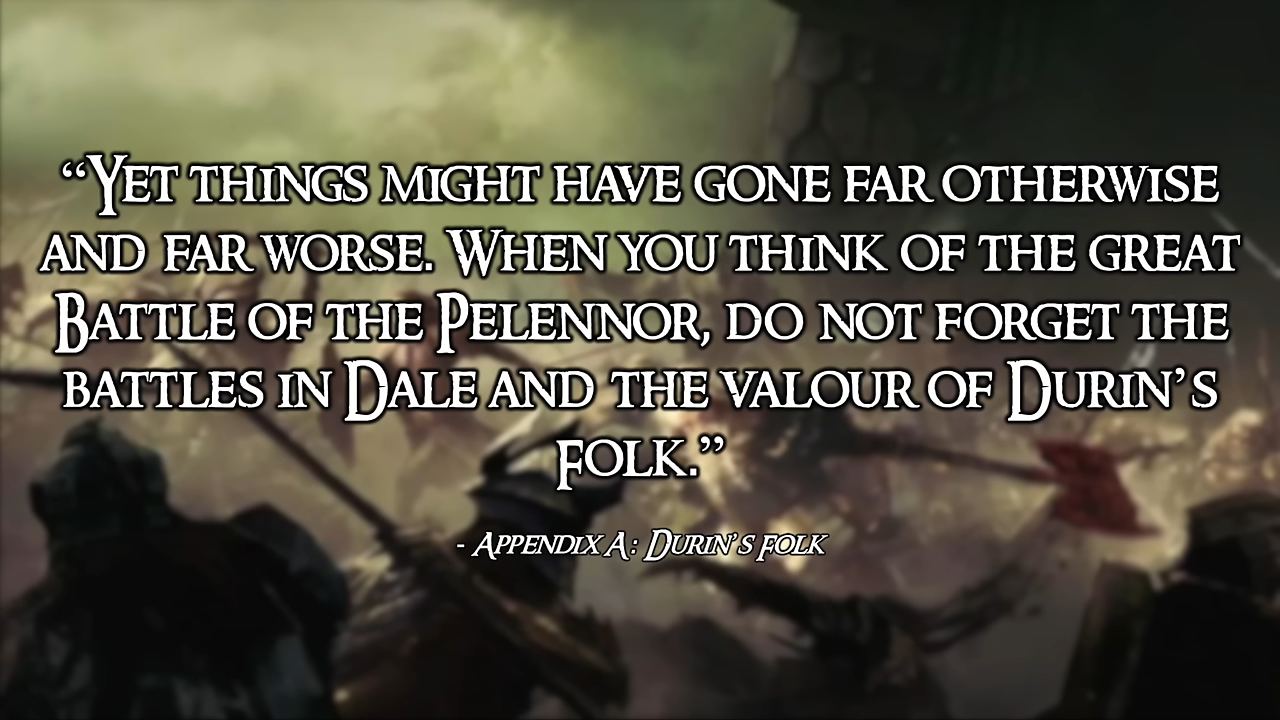 “Yet things might have gone far otherwise
and far worse. When you think of the great
Battle of the Pelennor, do not forget the
battles in Dale and the valour of Durin’s
folk.”
- Appendix A: Durin’s folk